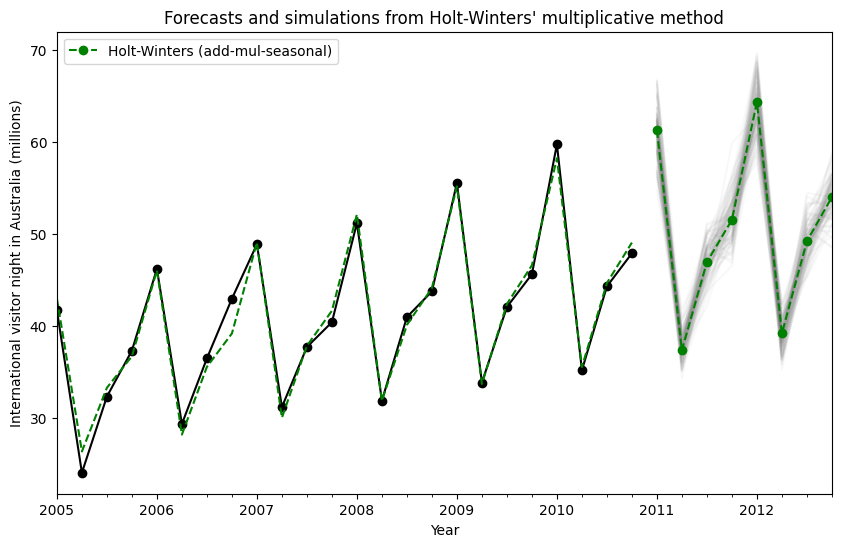 Forecasts and simulations from Holt-Winters' multiplicative method
Holt-Winters (add-mul-seasonal)
International visitor night in Australia (millions)
70
60
50
40
30
2005 2006 2007 2008 2009 2010 2011 2012
Year